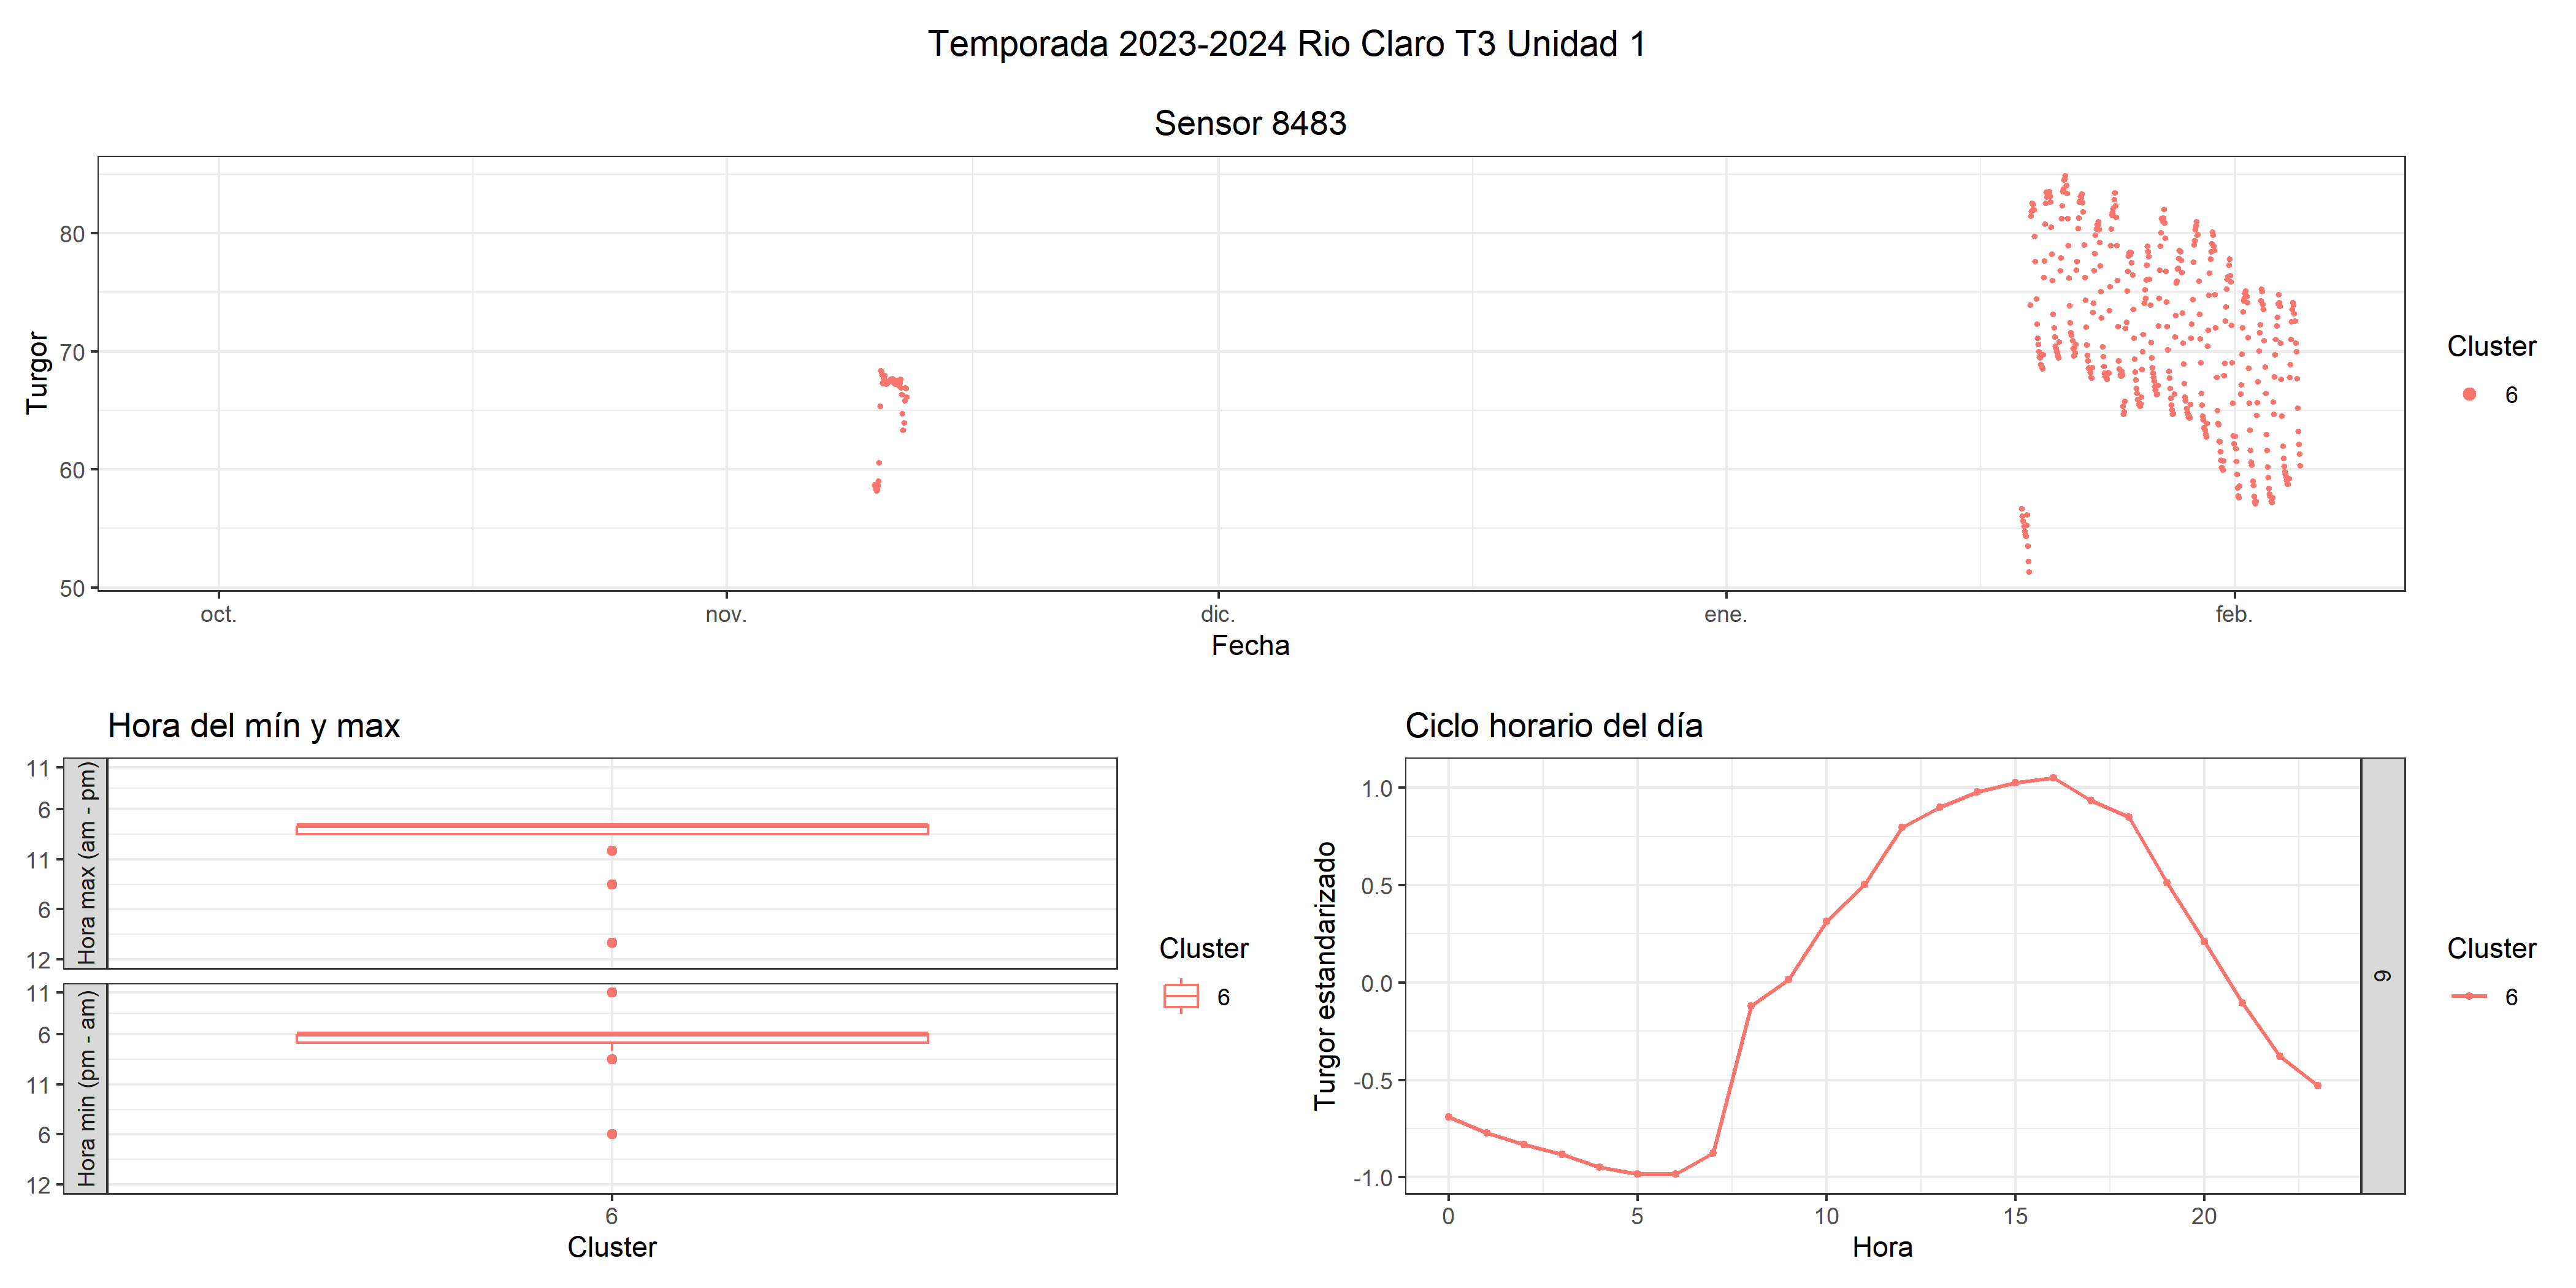 Temporada 2023-2024 Rio Claro T3 Unidad 1
Sensor 8483
Turgor
80
70
60
50
oct.
nov.
dic.
ene.
feb.
Fecha
Cluster
6
Hora del mín y max
Hora max (am - pm)
11
6
11
6
12
Hora min (pm - am)
11
6
11
6
12
6
Cluster
Cluster
6
Ciclo horario del día
Turgor estandarizado
1.0
0.5
0.0
-0.5
-1.0
0
5
10
15
20
Hora
6
Cluster
6